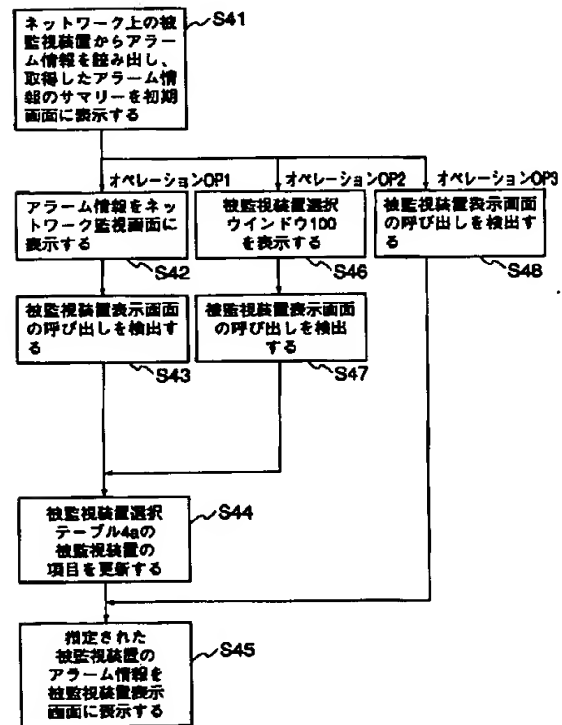 ネットワーク上の被
監視装置からアラー
ム情報を読み出し、
取得したアラーム情
報のサマリーを初期
画面に表示する
S41
オペレーションOP1
オペレーションOP2
オペレーションOP3
アラーム情報をネッ
トワーク監視画面に
表示する
S42
被監視装置選択
ウインドウ100
を表示する
S46
被監視装置表示画面
の呼び出しを検出す
る
S48
被監視装置表示画面
の呼び出しを検出す
る
S43
被監視装置表示画面
の呼び出しを検出
する
S47
被監視装置選択
テーブル4aの
被監視装置の
項目を更新する
S44
指定された
被監視装置の
アラーム情報を
被監視装置表示
画面に表示する
S45